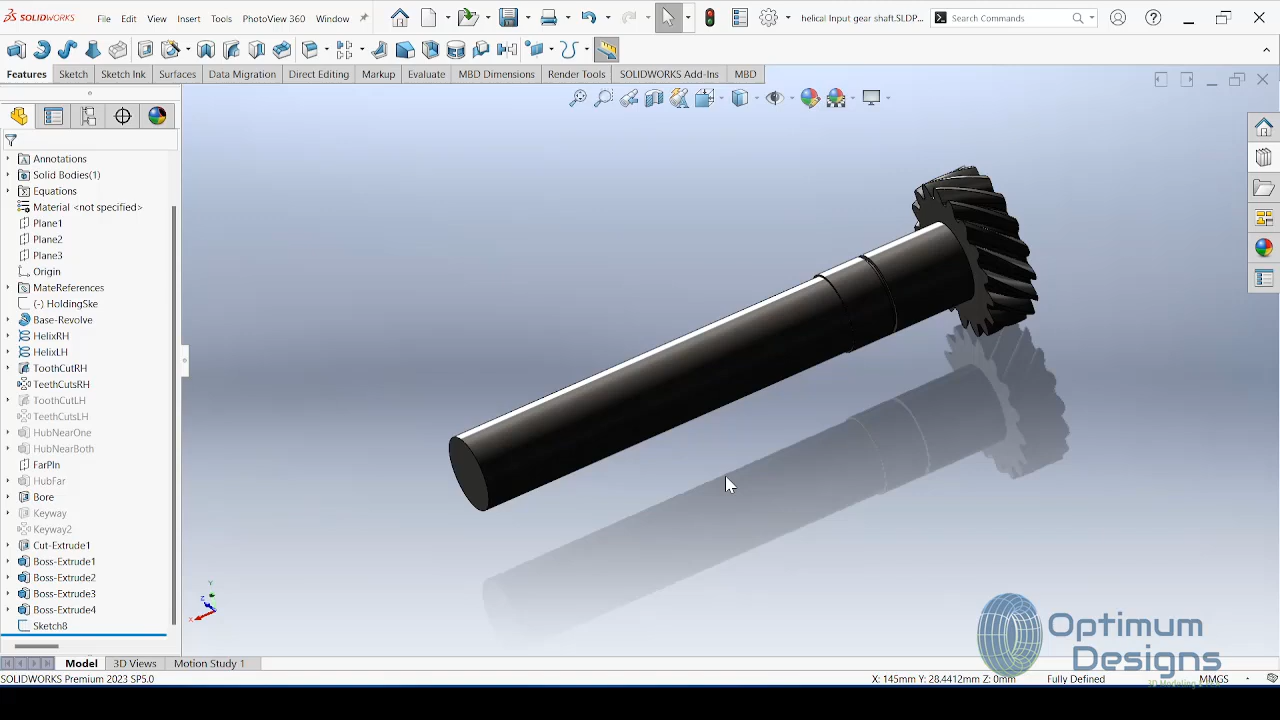 SOLIDWORKS File Edit View Insert Tools PhotoView 360 Window helical Input gear shaft.SLDP... Search Commands
Features Sketch Sketch Ink Surfaces Data Migration Direct Editing Markup Evaluate MBD Dimensions Render Tools SOLIDWORKS Add-Ins MBD
Annotations
Solid Bodies(1)
Equations
Material <not specified>
Plane1
Plane2
Plane3
Origin
MateReferences
(-) HoldingSke
Base-Revolve
HelixRH
HelixLH
ToothCutRH
TeethCutsRH
ToothCutLH
TeethCutsLH
HubNearOne
HubNearBoth
FarPln
HubFar
Bore
Keyway
Keyway2
Cut-Extrude1
Boss-Extrude1
Boss-Extrude2
Boss-Extrude3
Boss-Extrude4
Sketch8
Y
Z
X
Optimum
Designs
Model 3D Views Motion Study 1
SOLIDWORKS Premium 2023 SP5.0 X: 145mm Y: 28.4412mm Z: 0mm Fully Defined MMGS